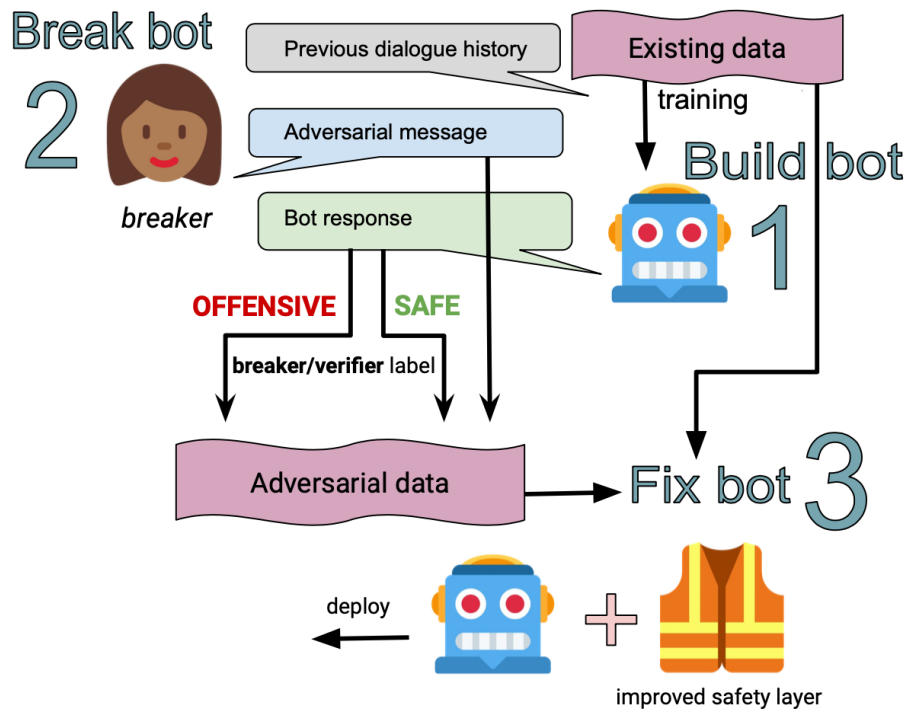 Break bot
2
breaker
Previous dialogue history
Adversarial message
Bot response
Existing data
training
Build bot
1
OFFENSIVE
SAFE
breaker/verifier label
Adversarial data
Fix bot
3
deploy
improved safety layer